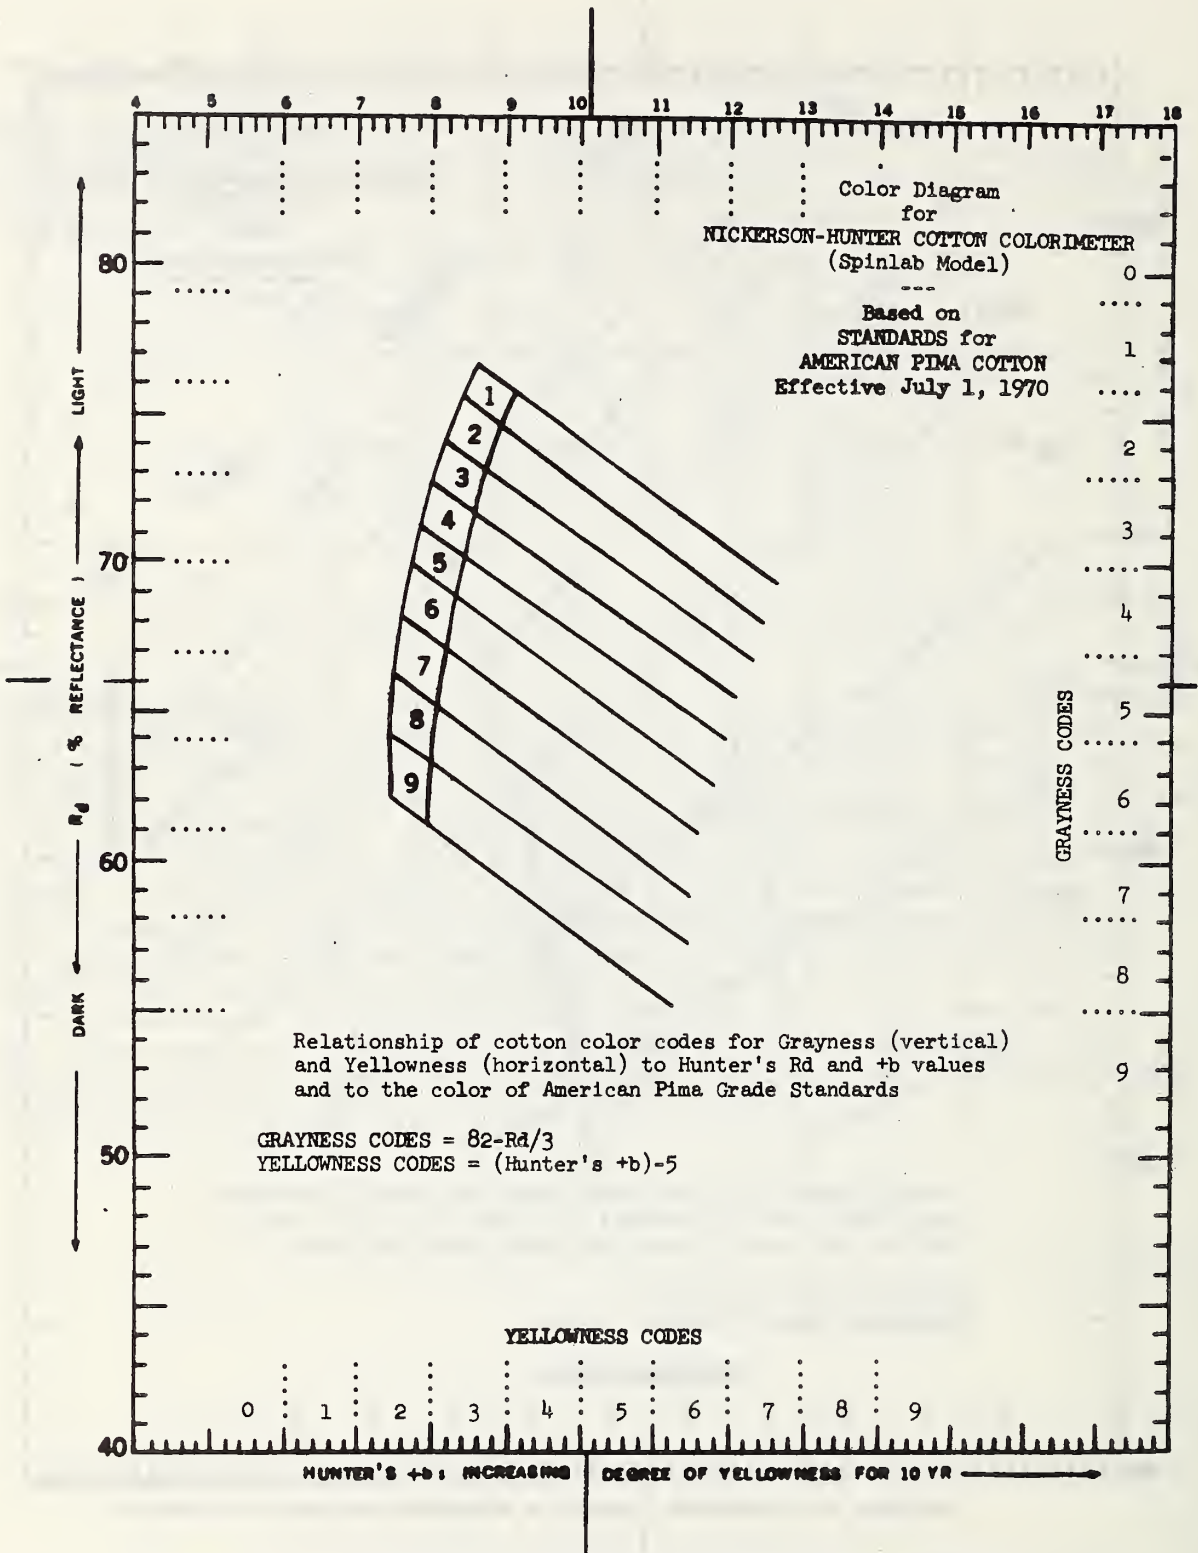 4 5 6 7 8 9 10 11 12 13 14 15 16 17 18
Color Diagram
for
NICKERSON-HUNTER COTTON COLORIMETER
(Spinlab Model)
---
Based on
STANDARDS for
AMERICAN PIMA COTTON
Effective July 1, 1970
80
70
60
50
40
LIGHT
Rd ( % REFLECTANCE )
DARK
1
2
3
4
5
6
7
8
9
0
1
2
3
4
5
6
7
8
9
GRAYNESS CODES
Relationship of cotton color codes for Grayness (vertical)
and Yellowness (horizontal) to Hunter's Rd and +b values
and to the color of American Pima Grade Standards
GRAYNESS CODES = 82-Rd/3
YELLOWNESS CODES = (Hunter's +b)-5
YELLOWNESS CODES
0 1 2 3 4 5 6 7 8 9
HUNTER'S +b: INCREASING DEGREE OF YELLOWNESS FOR 10 YR